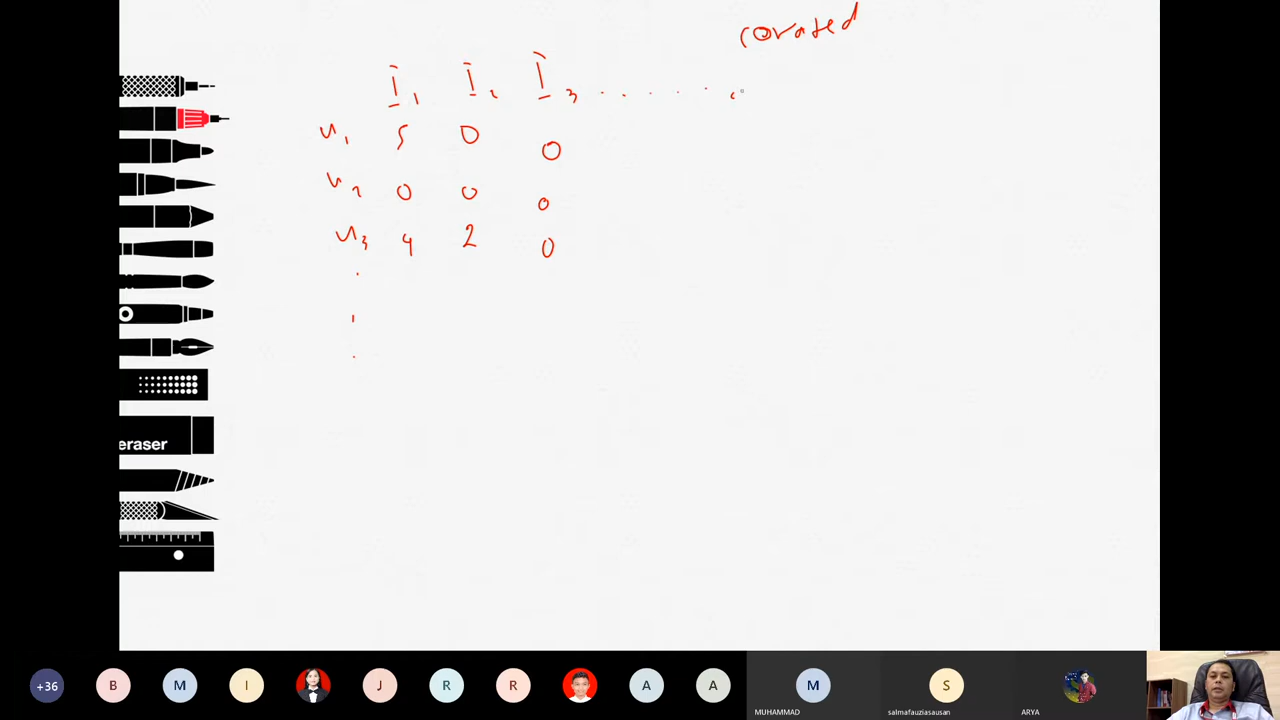 corated
I1 I2 I3 . . . . . .
u1 5 0 0
u2 0 0 0
u3 4 2 0
.
.
.
eraser
+36 B M I J R R A A M S
MUHAMMAD salmafauziasausan ARYA